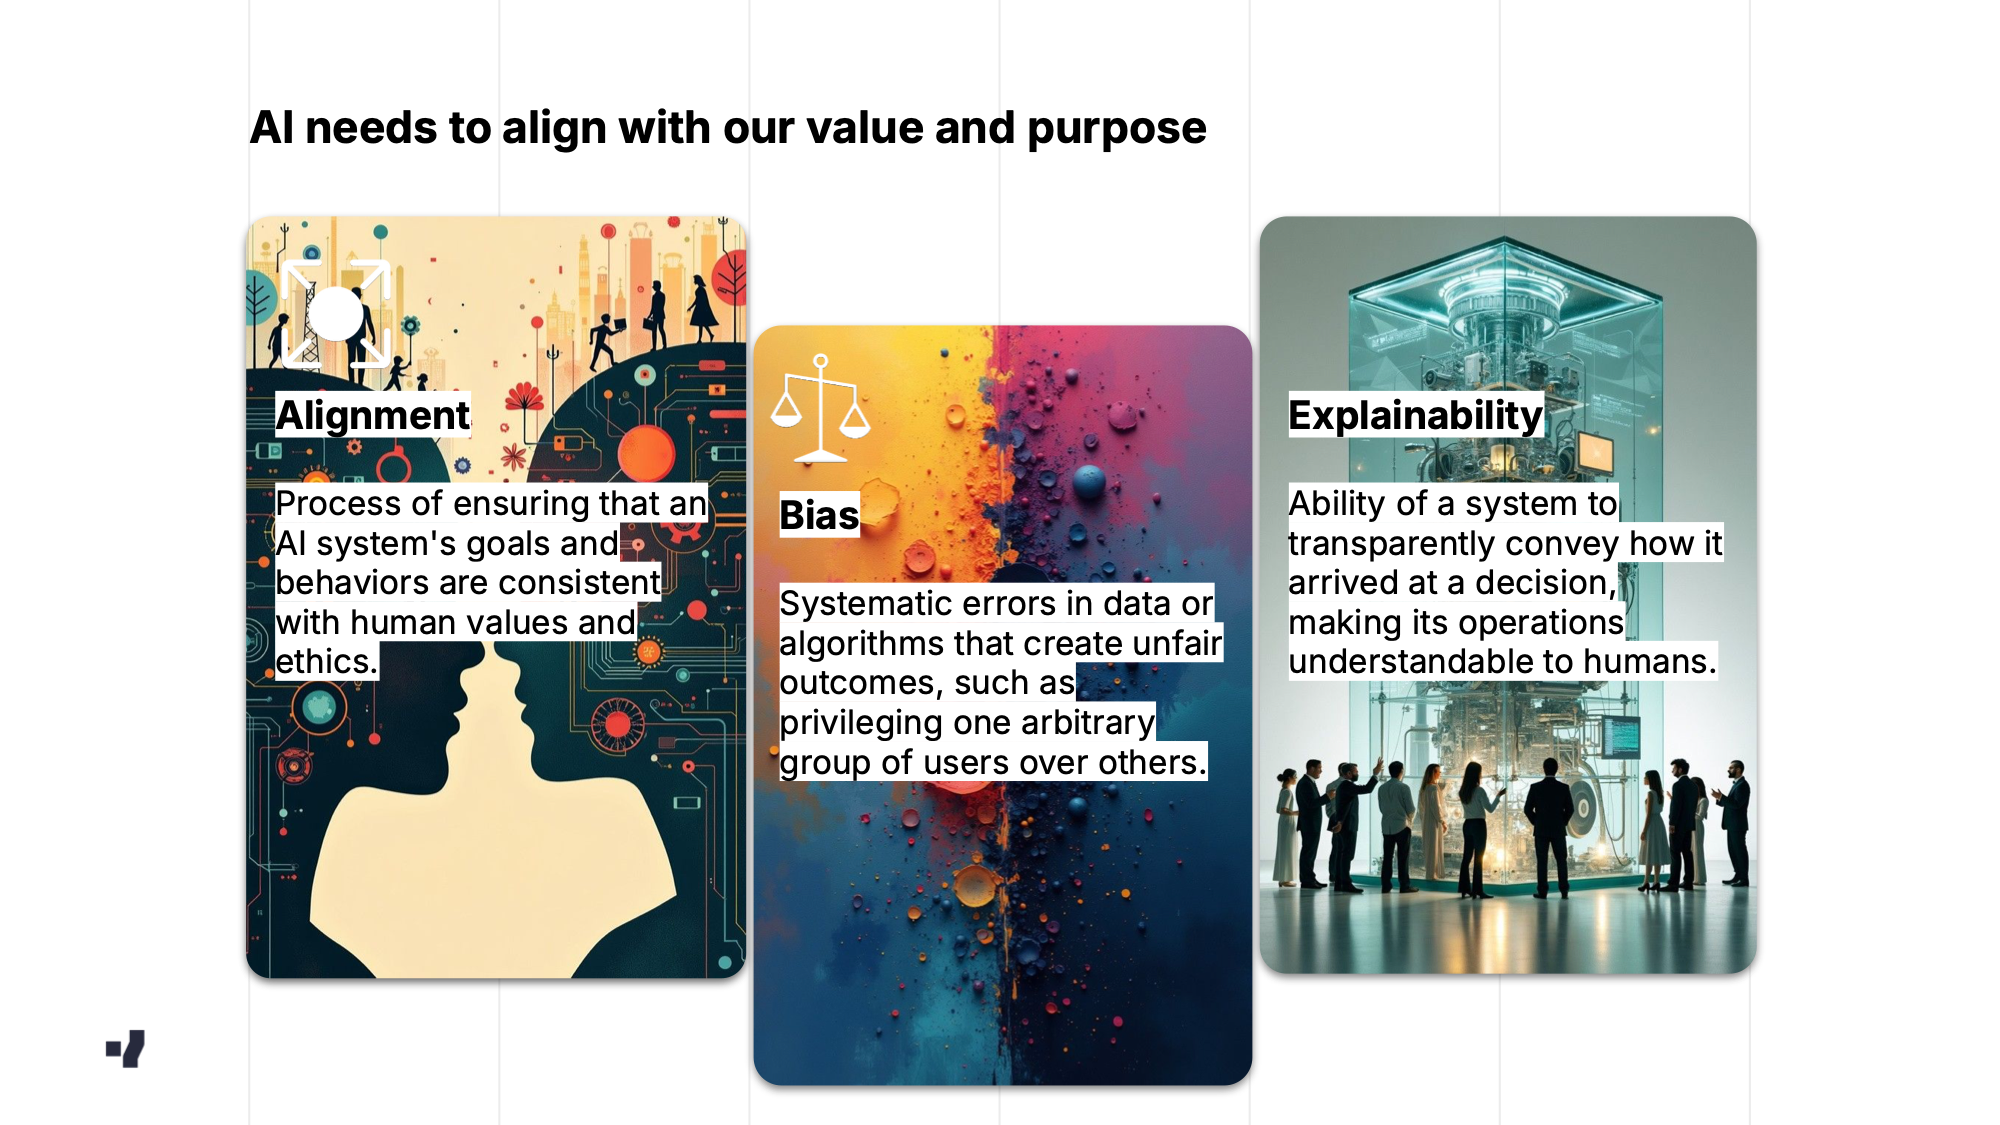 AI needs to align with our value and purpose
Alignment
Process of ensuring that an
AI system's goals and
behaviors are consistent
with human values and
ethics.
Bias
Systematic errors in data or
algorithms that create unfair
outcomes, such as
privileging one arbitrary
group of users over others.
Explainability
Ability of a system to
transparently convey how it
arrived at a decision,
making its operations
understandable to humans.